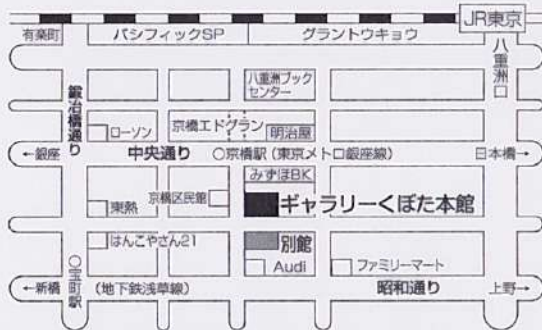 JR東京
有楽町
パシフィックSP
グラントウキョウ
八重洲口
八重洲ブック
センター
鍛冶橋通り
ローソン
京橋エドグラン
明治屋
←銀座
中央通り
○京橋駅(東京メトロ銀座線)
日本橋→
みずほBK
京橋区民館
東熱
ギャラリーくぼた本館
はんこやさん21
別館
Audi
ファミリーマート
○宝町駅
←新橋
(地下鉄浅草線)
昭和通り
上野→